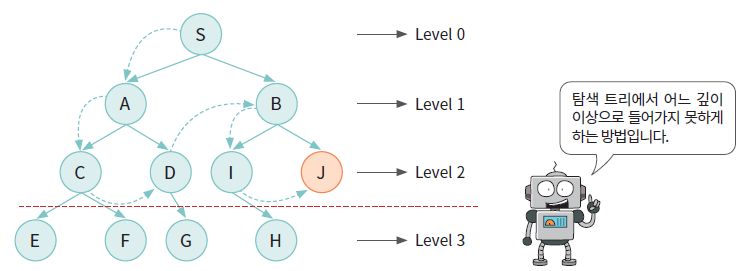 S
Level 0
A
B
Level 1
탐색 트리에서 어느 깊이
이상으로 들어가지 못하게
하는 방법입니다.
C
D
I
J
Level 2
E
F
G
H
Level 3